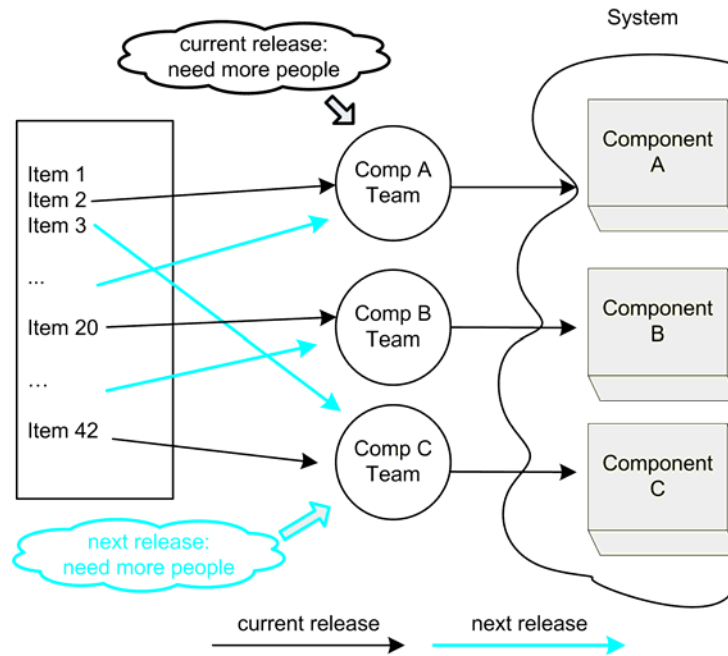 System
current release:
need more people
Item 1
Item 2
Item 3
...
Item 20
...
Item 42
Comp A
Team
Comp B
Team
Comp C
Team
Component
A
Component
B
Component
C
next release:
need more people
current release
next release